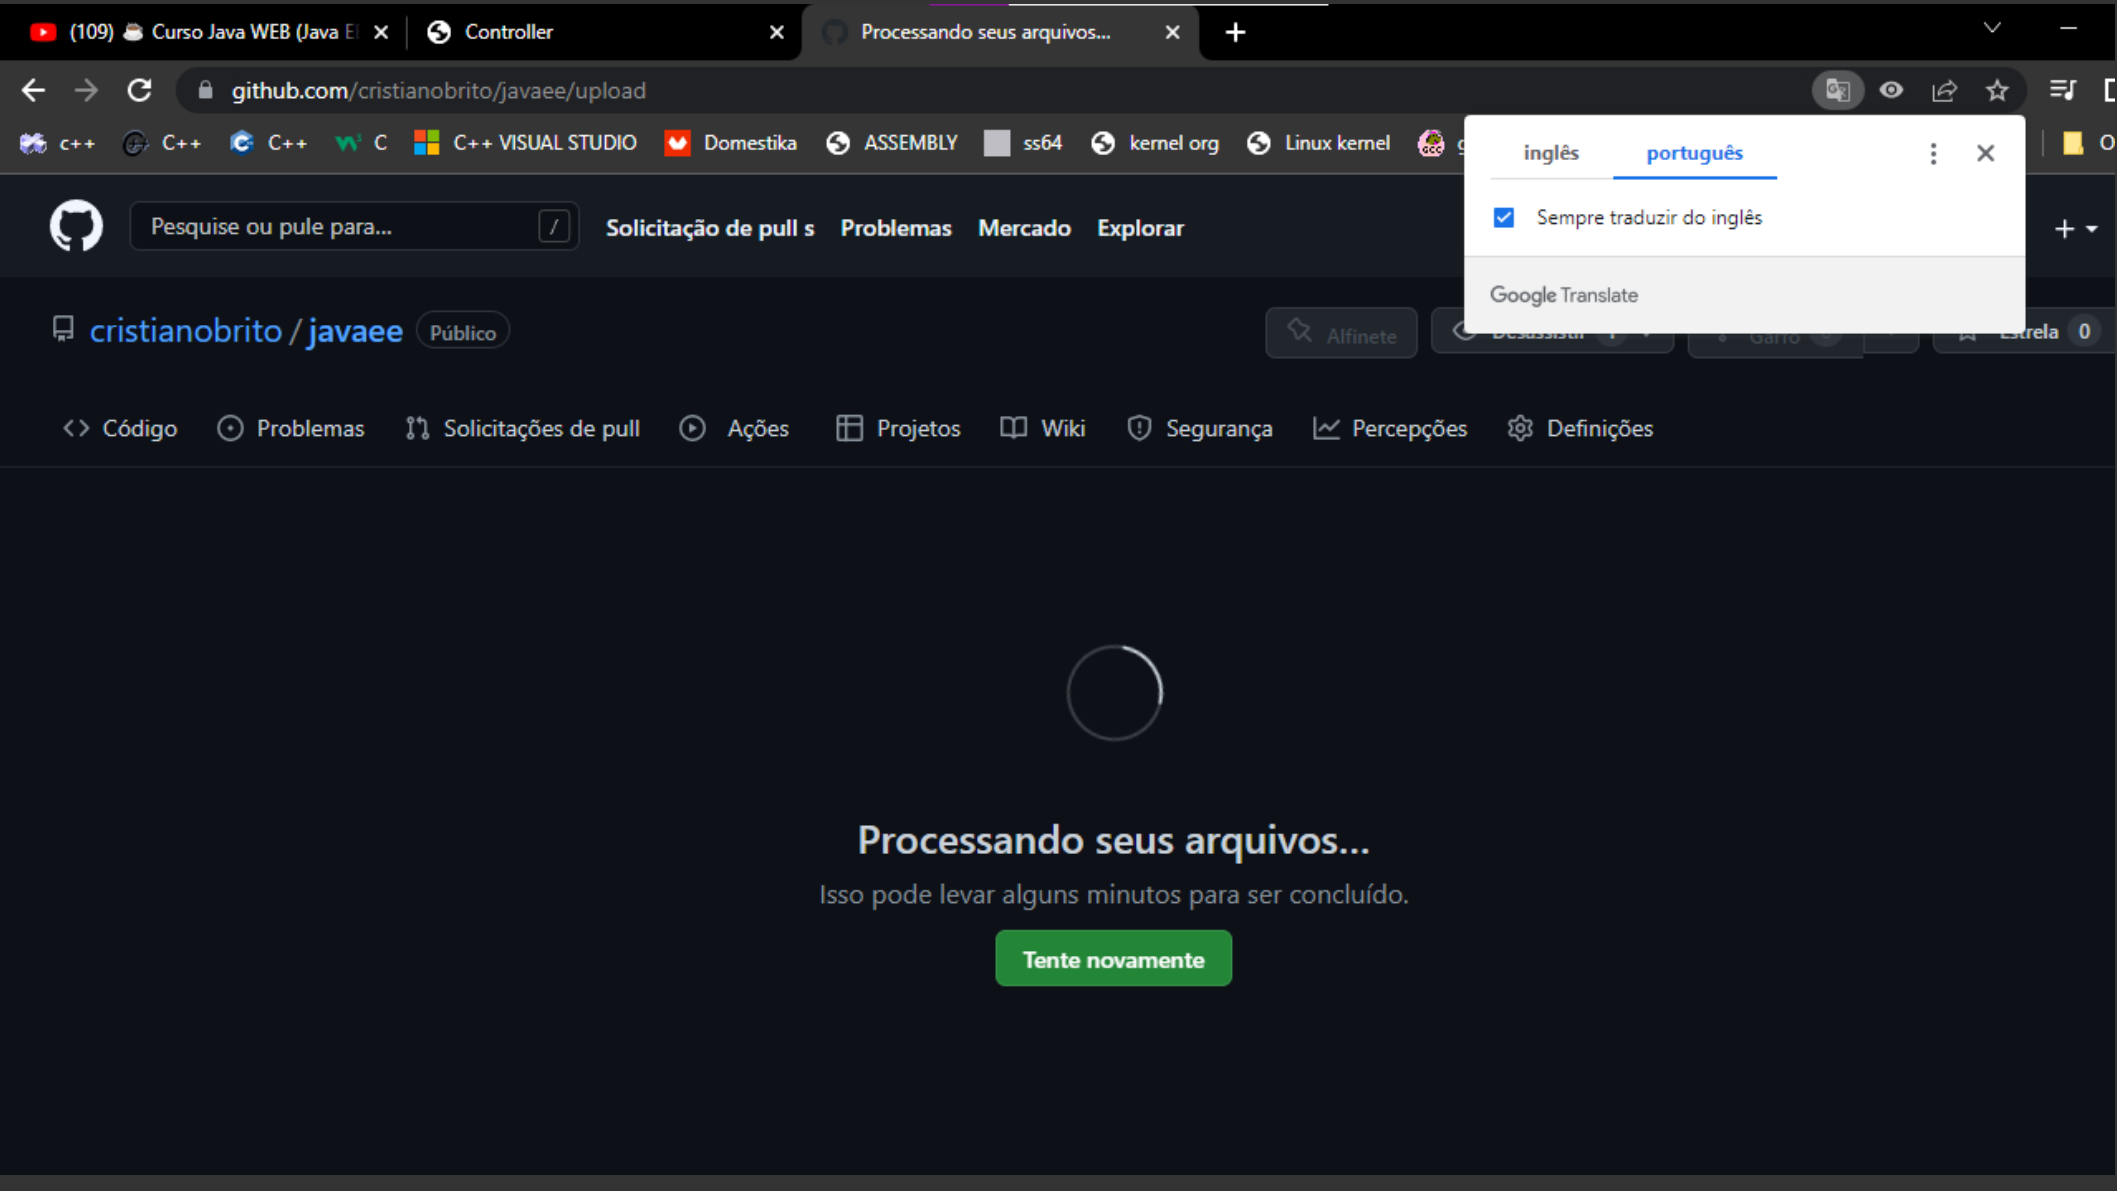 (109) ☕ Curso Java WEB (Java E
Controller
Processando seus arquivos...
github.com/cristianobrito/javaee/upload
c++
C++
C++
C
C++ VISUAL STUDIO
Domestika
ASSEMBLY
ss64
kernel org
Linux kernel
inglês
português
Sempre traduzir do inglês
Google Translate
Pesquise ou pule para...
/
Solicitação de pull s
Problemas
Mercado
Explorar
cristianobrito / javaee
Público
Alfinete
Desassistir
Garfo
Estrela 0
Código
Problemas
Solicitações de pull
Ações
Projetos
Wiki
Segurança
Percepções
Definições
Processando seus arquivos...
Isso pode levar alguns minutos para ser concluído.
Tente novamente